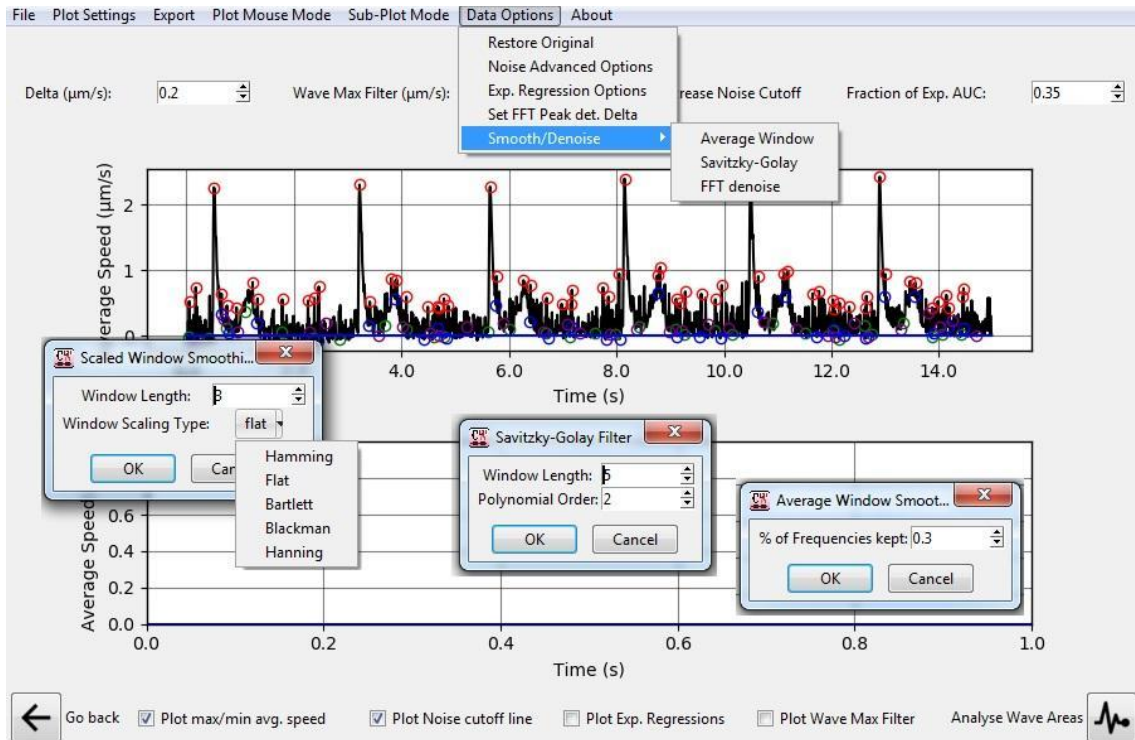 File Plot Settings Export Plot Mouse Mode Sub-Plot Mode Data Options About
Restore Original
Noise Advanced Options
Exp. Regression Options
Set FFT Peak det. Delta
Smooth/Denoise
Average Window
Savitzky-Golay
FFT denoise
Delta (µm/s): 0.2 Wave Max Filter (µm/s): rease Noise Cutoff Fraction of Exp. AUC: 0.35
Average Speed (µm/s)
2
1
0
4.0 6.0 8.0 10.0 12.0 14.0
Time (s)
Scaled Window Smoothi...
Window Length: 3
Window Scaling Type: flat
OK
Hamming
Flat
Bartlett
Blackman
Hanning
Savitzky-Golay Filter
Window Length: 5
Polynomial Order: 2
OK Cancel
Average Window Smoot...
% of Frequencies kept: 0.3
OK Cancel
Average Speed
0.6
0.4
0.2
0.0
0.0 0.2 0.4 0.6 0.8 1.0
Time (s)
Go back Plot max/min avg. speed Plot Noise cutoff line Plot Exp. Regressions Plot Wave Max Filter Analyse Wave Areas